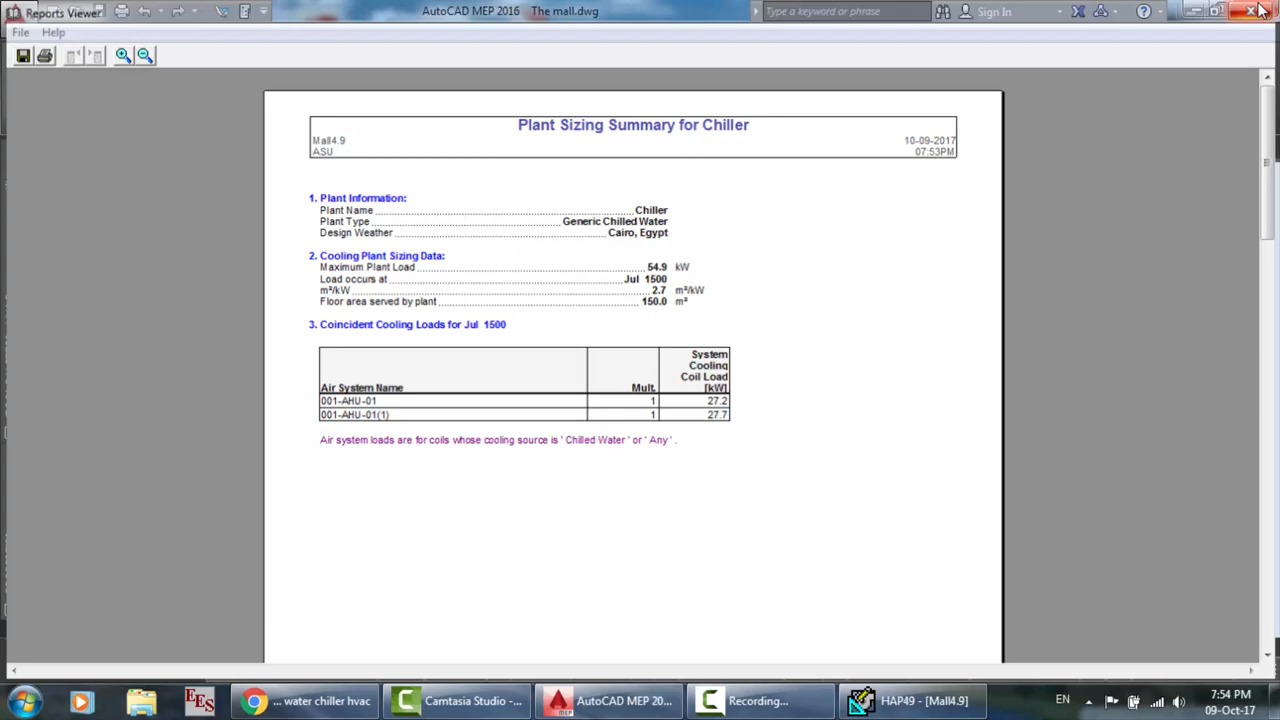 Reports Viewer
AutoCAD MEP 2016 The mall.dwg
Type a keyword or phrase
Sign In
File Help
Plant Sizing Summary for Chiller
Mall4.9 10-09-2017
ASU 07:53PM
1. Plant Information:
Plant Name Chiller
Plant Type Generic Chilled Water
Design Weather Cairo, Egypt
2. Cooling Plant Sizing Data:
Maximum Plant Load 54.9 kW
Load occurs at Jul 1500
m²/kW 2.7 m²/kW
Floor area served by plant 150.0 m²
3. Coincident Cooling Loads for Jul 1500
System
Cooling
Coil Load
Air System Name Mult. [kW]
001-AHU-01 1 27.2
001-AHU-01(1) 1 27.7
Air system loads are for coils whose cooling source is ' Chilled Water ' or ' Any ' .
EES
... water chiller hvac
Camtasia Studio -...
MEP
AutoCAD MEP 20...
Recording...
HAP49 - [Mall4.9]
EN
7:54 PM
09-Oct-17